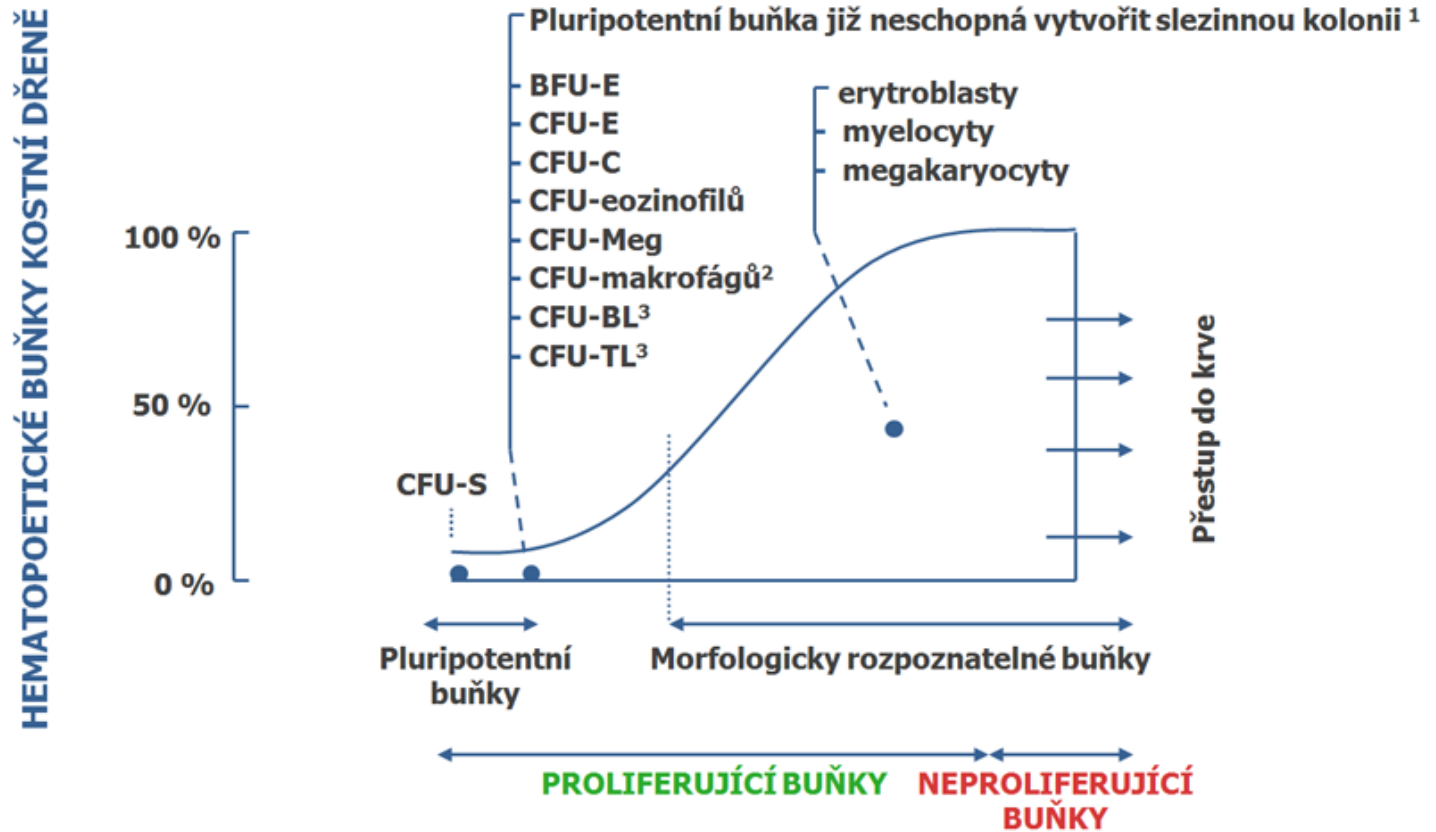 HEMATOPOETICKÉ BUŇKY KOSTNÍ DŘENĚ
Pluripotentní buňka již neschopná vytvořit slezinnou kolonii ¹
BFU-E
CFU-E
CFU-C
CFU-eozinofilů
CFU-Meg
CFU-makrofágů²
CFU-BL³
CFU-TL³
erytroblasty
myelocyty
megakaryocyty
100 %
50 %
0 %
CFU-S
Přestup do krve
Pluripotentní
buňky
Morfologicky rozpoznatelné buňky
PROLIFERUJÍCÍ BUŇKY
NEPROLIFERUJÍCÍ
BUŇKY